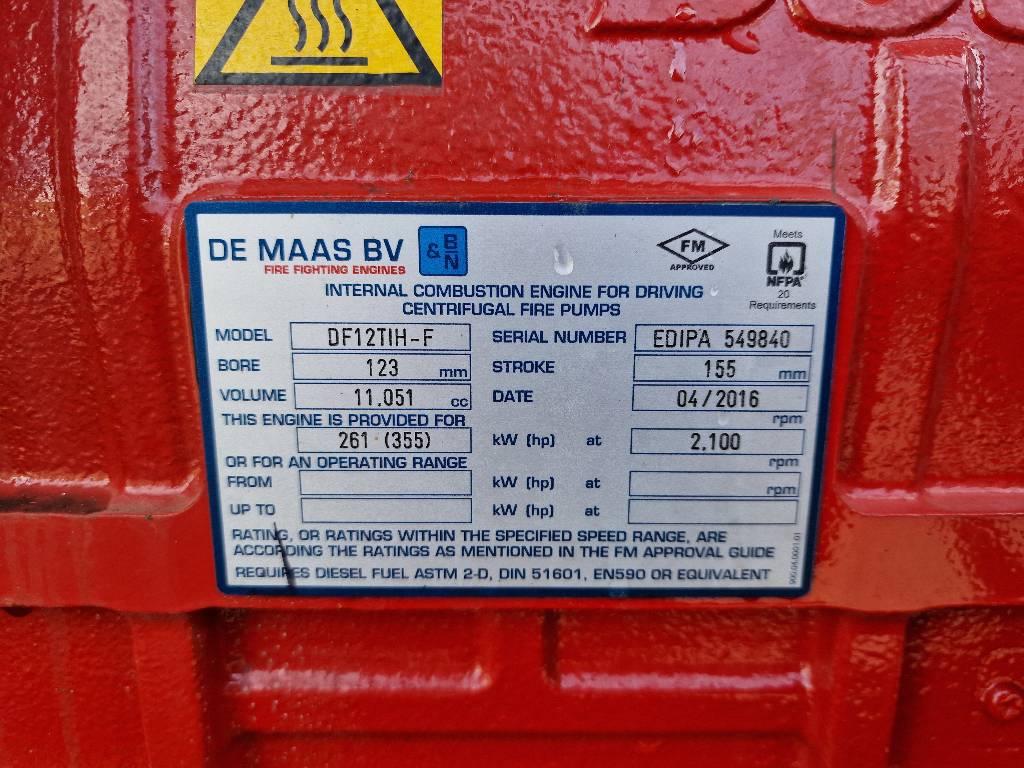 DE MAAS BV & B/N
FIRE FIGHTING ENGINES
FM
APPROVED
Meets
NFPA®
20
Requirements
INTERNAL COMBUSTION ENGINE FOR DRIVING
CENTRIFUGAL FIRE PUMPS
MODEL DF12TIH-F SERIAL NUMBER EDIPA 549840
BORE 123 mm STROKE 155 mm
VOLUME 11,051 cc DATE 04/2016
THIS ENGINE IS PROVIDED FOR rpm
261 (355) kW (hp) at 2,100
OR FOR AN OPERATING RANGE rpm
FROM kW (hp) at rpm
UP TO kW (hp) at
RATING, OR RATINGS WITHIN THE SPECIFIED SPEED RANGE, ARE
ACCORDING THE RATINGS AS MENTIONED IN THE FM APPROVAL GUIDE
REQUIRES DIESEL FUEL ASTM 2-D, DIN 51601, EN590 OR EQUIVALENT